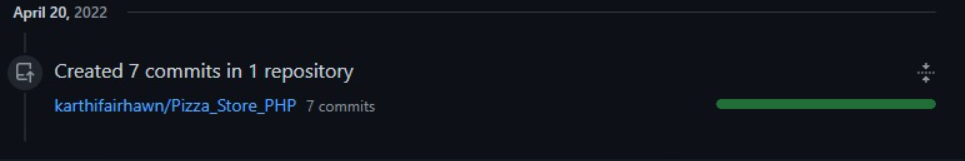 April 20, 2022
Created 7 commits in 1 repository
karthifairhawn/Pizza_Store_PHP 7 commits